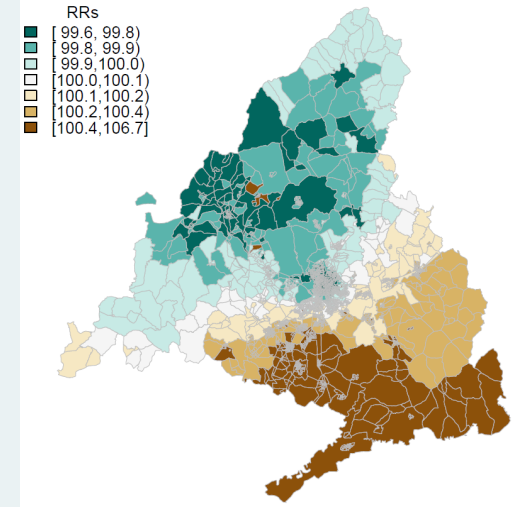 RRs
[ 99.6, 99.8)
[ 99.8, 99.9)
[ 99.9,100.0)
[100.0,100.1)
[100.1,100.2)
[100.2,100.4)
[100.4,106.7]